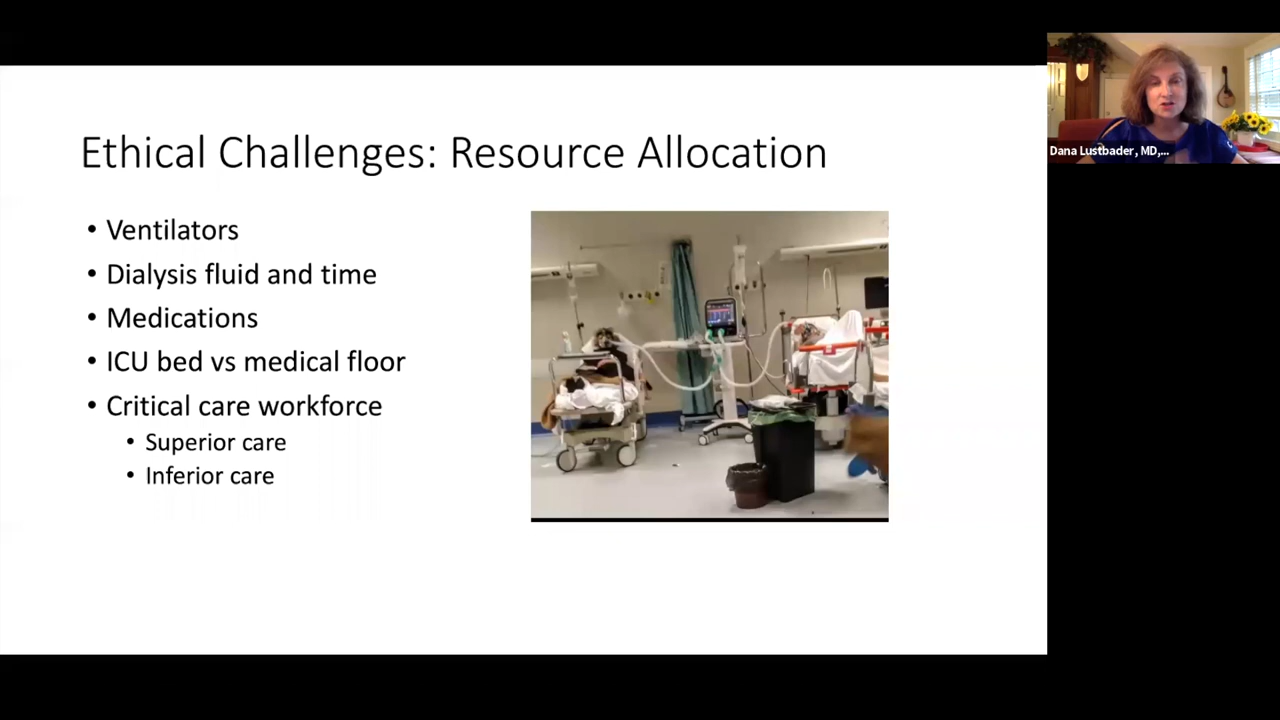 Ethical Challenges: Resource Allocation
• Ventilators
• Dialysis fluid and time
• Medications
• ICU bed vs medical floor
• Critical care workforce
• Superior care
• Inferior care
Dana Lustbader, MD,...